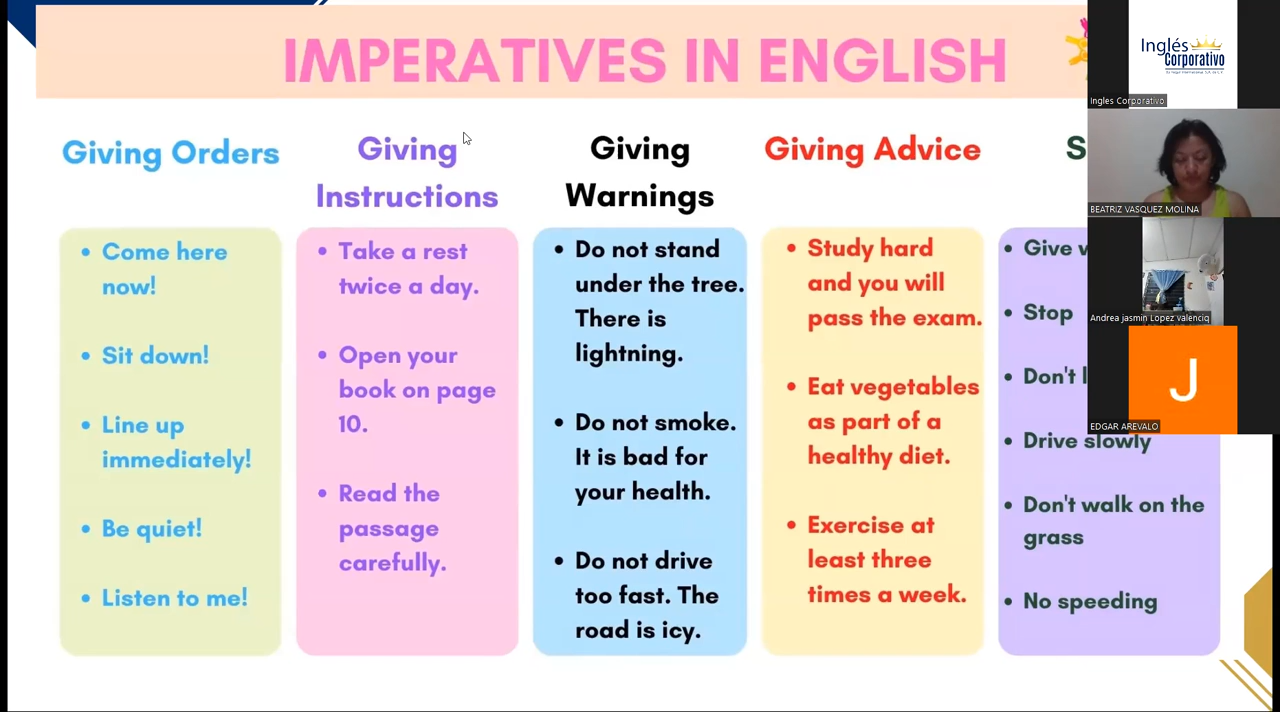 IMPERATIVES IN ENGLISH
Giving Orders
• Come here
now!
• Sit down!
• Line up
immediately!
• Be quiet!
• Listen to me!
Giving
Instructions
• Take a rest
twice a day.
• Open your
book on page
10.
• Read the
passage
carefully.
Giving
Warnings
• Do not stand
under the tree.
There is
lightning.
• Do not smoke.
It is bad for
your health.
• Do not drive
too fast. The
road is icy.
Giving Advice
• Study hard
and you will
pass the exam.
• Eat vegetables
as part of a
healthy diet.
• Exercise at
least three
times a week.
• Give
• Stop
• Don't
• Drive slowly
• Don't walk on the
grass
• No speeding
Inglés
Corporativo
Ingles Corporativo
BEATRIZ VASQUEZ MOLINA
Andrea jasmin Lopez valenciq
J
EDGAR AREVALO